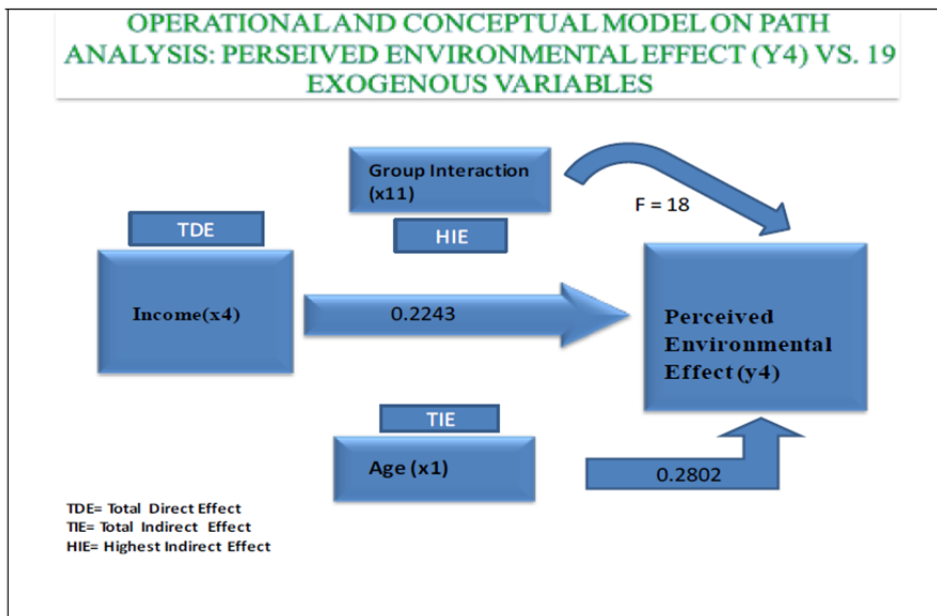 OPERATIONAL AND CONCEPTUAL MODEL ON PATH
ANALYSIS: PERSEIVED ENVIRONMENTAL EFFECT (Y4) VS. 19
EXOGENOUS VARIABLES
Group Interaction
(x11)
F = 18
TDE
HIE
Income(x4)
0.2243
Perceived
Environmental
Effect (y4)
TIE
Age (x1)
0.2802
TDE= Total Direct Effect
TIE= Total Indirect Effect
HIE= Highest Indirect Effect